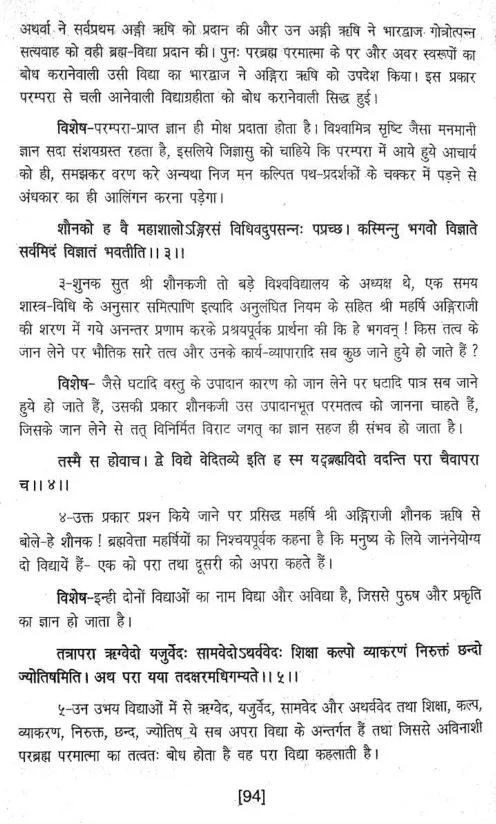 अथर्वा ने सर्वप्रथम अङ्गी ऋषि को प्रदान की और उन अङ्गी ऋषि ने भारद्वाज गोत्रोत्पन्न
सत्यवाह को वही ब्रह्म-विद्या प्रदान की। पुनः परब्रह्म परमात्मा के पर और अवर स्वरूपों का
बोध करानेवाली उसी विद्या का भारद्वाज ने अङ्गिरा ऋषि को उपदेश किया। इस प्रकार
परम्परा से चली आनेवाली विद्याग्रहीता को बोध करानेवाली सिद्ध हुई।
विशेष-परम्परा-प्राप्त ज्ञान ही मोक्ष प्रदाता होता है। विश्वामित्र सृष्टि जैसा मनमानी
ज्ञान सदा संशयग्रस्त रहता है, इसलिये जिज्ञासु को चाहिये कि परम्परा में आये हुये आचार्य
को ही, समझकर वरण करे अन्यथा निज मन कल्पित पथ-प्रदर्शकों के चक्कर में पड़ने से
अंधकार का ही आलिंगन करना पड़ेगा।
शौनको ह वै महाशालोऽङ्गिरसं विधिवदुपसन्नः पप्रच्छ। कस्मिन्नु भगवो विज्ञाते
सर्वमिदं विज्ञातं भवतीति।। ३।।
३-शुनक सुत श्री शौनकजी तो बड़े विश्वविद्यालय के अध्यक्ष थे, एक समय
शास्त्र-विधि के अनुसार समित्पाणि इत्यादि अनुलंघित नियम के सहित श्री महर्षि अङ्गिराजी
की शरण में गये अनन्तर प्रणाम करके प्रश्रयपूर्वक प्रार्थना की कि हे भगवन् ! किस तत्व के
जान लेने पर भौतिक सारे तत्व और उनके कार्य-व्यापारादि सब कुछ जाने हुये हो जाते हैं ?
विशेष- जैसे घटादि वस्तु के उपादान कारण को जान लेने पर घटादि पात्र सब जाने
हुये हो जाते हैं, उसकी प्रकार शौनकजी उस उपादानभूत परमतत्व को जानना चाहते हैं,
जिसके जान लेने से तत् विनिर्मित विराट जगत् का ज्ञान सहज ही संभव हो जाता है।
तस्मै स होवाच। द्वे विद्ये वेदितव्ये इति ह स्म यद्ब्रह्मविदो वदन्ति परा चैवापरा
च।। ४।।
४-उक्त प्रकार प्रश्न किये जाने पर प्रसिद्ध महर्षि श्री अङ्गिराजी शौनक ऋषि से
बोले-हे शौनक ! ब्रह्मवेत्ता महर्षियों का निश्चयपूर्वक कहना है कि मनुष्य के लिये जाननेयोग्य
दो विद्यायें हैं- एक को परा तथा दूसरी को अपरा कहते हैं।
विशेष-इन्ही दोनों विद्याओं का नाम विद्या और अविद्या है, जिससे पुरुष और प्रकृति
का ज्ञान हो जाता है।
तत्रापरा ऋग्वेदो यजुर्वेदः सामवेदोऽथर्ववेदः शिक्षा कल्पो व्याकरणं निरुक्तं छन्दो
ज्योतिषमिति। अथ परा यया तदक्षरमधिगम्यते।। ५।।
५-उन उभय विद्याओं में से ऋग्वेद, यजुर्वेद, सामवेद और अथर्ववेद तथा शिक्षा, कल्प,
व्याकरण, निरुक्त, छन्द, ज्योतिष ये सब अपरा विद्या के अन्तर्गत हैं तथा जिससे अविनाशी
परब्रह्म परमात्मा का तत्वतः बोध होता है वह परा विद्या कहलाती है।
[94]